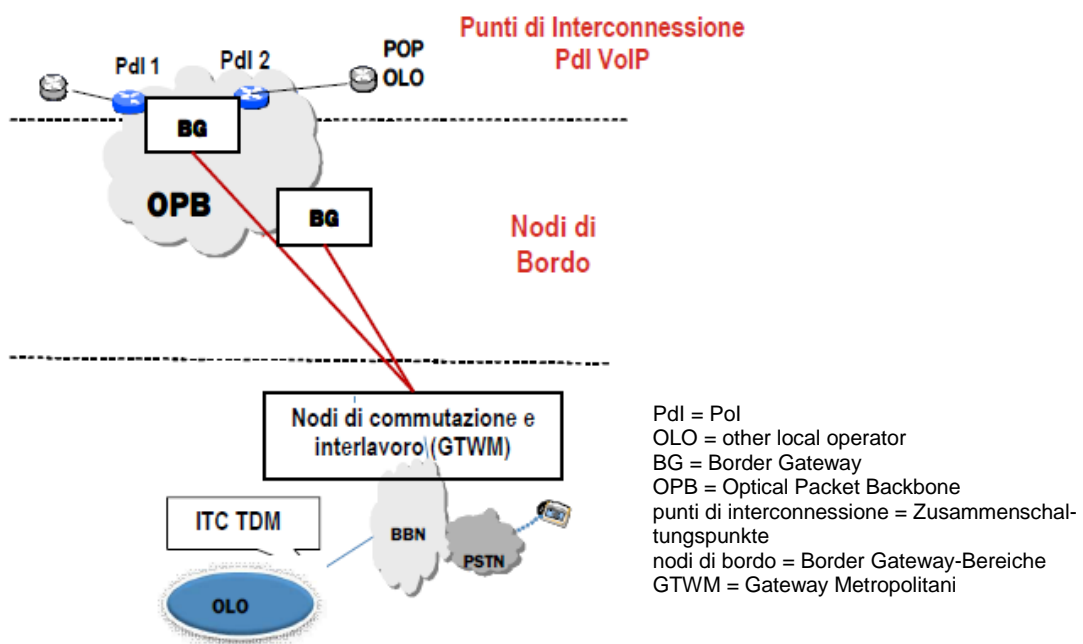 Punti di Interconnessione
PdI VoIP
PdI 1
PdI 2
POP
OLO
BG
OPB
BG
Nodi di
Bordo
Nodi di commutazione e
interlavoro (GTWM)
ITC TDM
BBN
PSTN
OLO
PdI = PoI
OLO = other local operator
BG = Border Gateway
OPB = Optical Packet Backbone
punti di interconnessione = Zusammenschal-
tungspunkte
nodi di bordo = Border Gateway-Bereiche
GTWM = Gateway Metropolitani